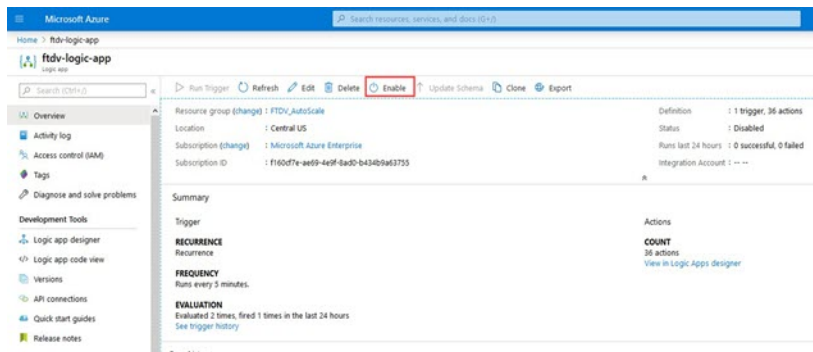 Microsoft Azure
Search resources, services, and docs (G+/)
Home > ftdv-logic-app
ftdv-logic-app
Logic app
Search (Ctrl+/)
Run Trigger Refresh Edit Delete Enable Update Schema Clone Export
Overview
Activity log
Access control (IAM)
Tags
Diagnose and solve problems
Development Tools
Logic app designer
Logic app code view
Versions
API connections
Quick start guides
Release notes
Resource group (change) : FTDV_AutoScale
Location : Central US
Subscription (change) : Microsoft Azure Enterprise
Subscription ID : f160df7e-ae69-4e9f-8ad0-b434b9a63755
Definition : 1 trigger, 36 actions
Status : Disabled
Runs last 24 hours : 0 successful, 0 failed
Integration Account : -- --
Summary
Trigger
RECURRENCE
Recurrence
FREQUENCY
Runs every 5 minutes.
EVALUATION
Evaluated 2 times, fired 1 times in the last 24 hours
See trigger history
Actions
COUNT
36 actions
View in Logic Apps designer